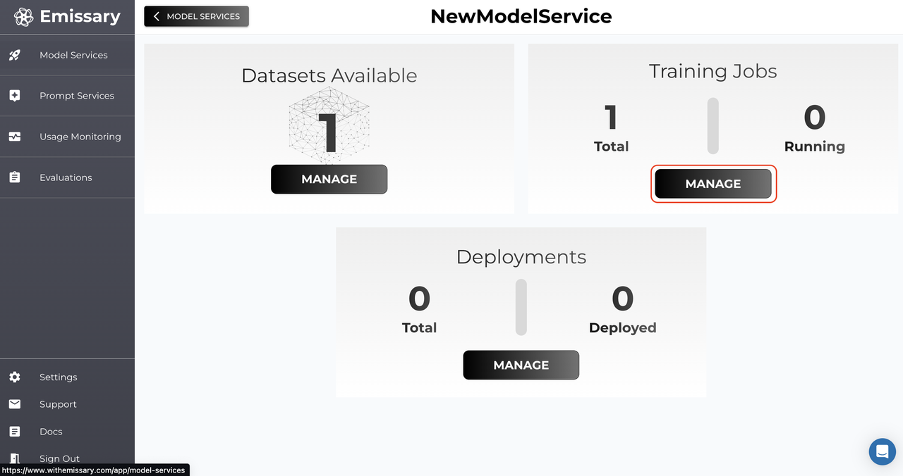 Emissary
Model Services
Prompt Services
Usage Monitoring
Evaluations
Settings
Support
Docs
Sign Out
https://www.withemissary.com/app/model-services
MODEL SERVICES
NewModelService
Datasets Available
1
MANAGE
Training Jobs
1 0
Total Running
MANAGE
Deployments
0 0
Total Deployed
MANAGE